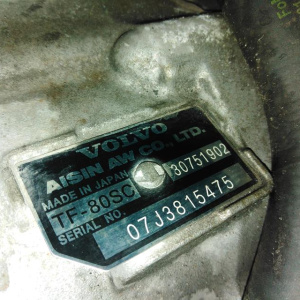 VOLVO
AISIN AW CO., LTD.
MADE IN JAPAN 30751902
TF-80SC
SERIAL NO. 07J3815475